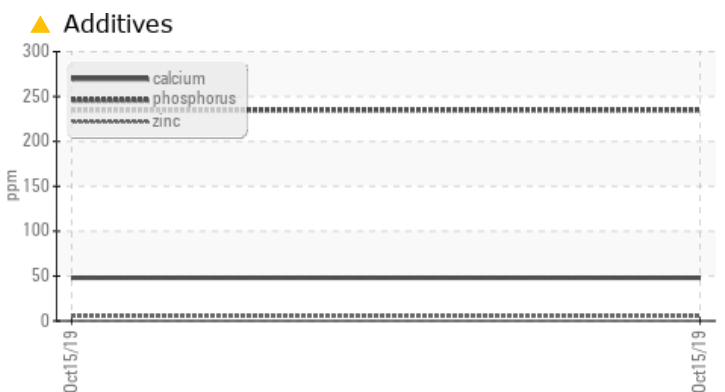 Additives
300
250
200
150
100
50
0
ppm
calcium
phosphorus
zinc
Oct15/19
Oct15/19